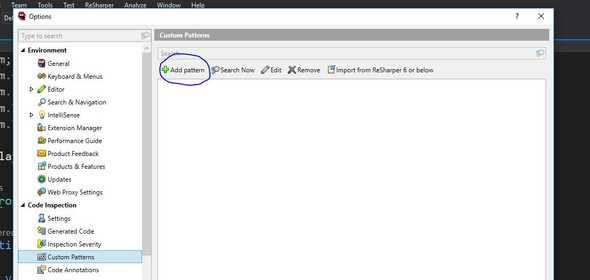 Team Tools Test ReSharper Analyze Window Help
Options
Type to search
Custom Patterns
Search
Environment
Add pattern Search Now Edit Remove Import from ReSharper 6 or below
General
Keyboard & Menus
Editor
Search & Navigation
IntelliSense
Extension Manager
Performance Guide
Product Feedback
Products & Features
Updates
Web Proxy Settings
Code Inspection
Settings
Generated Code
Inspection Severity
Custom Patterns
Code Annotations